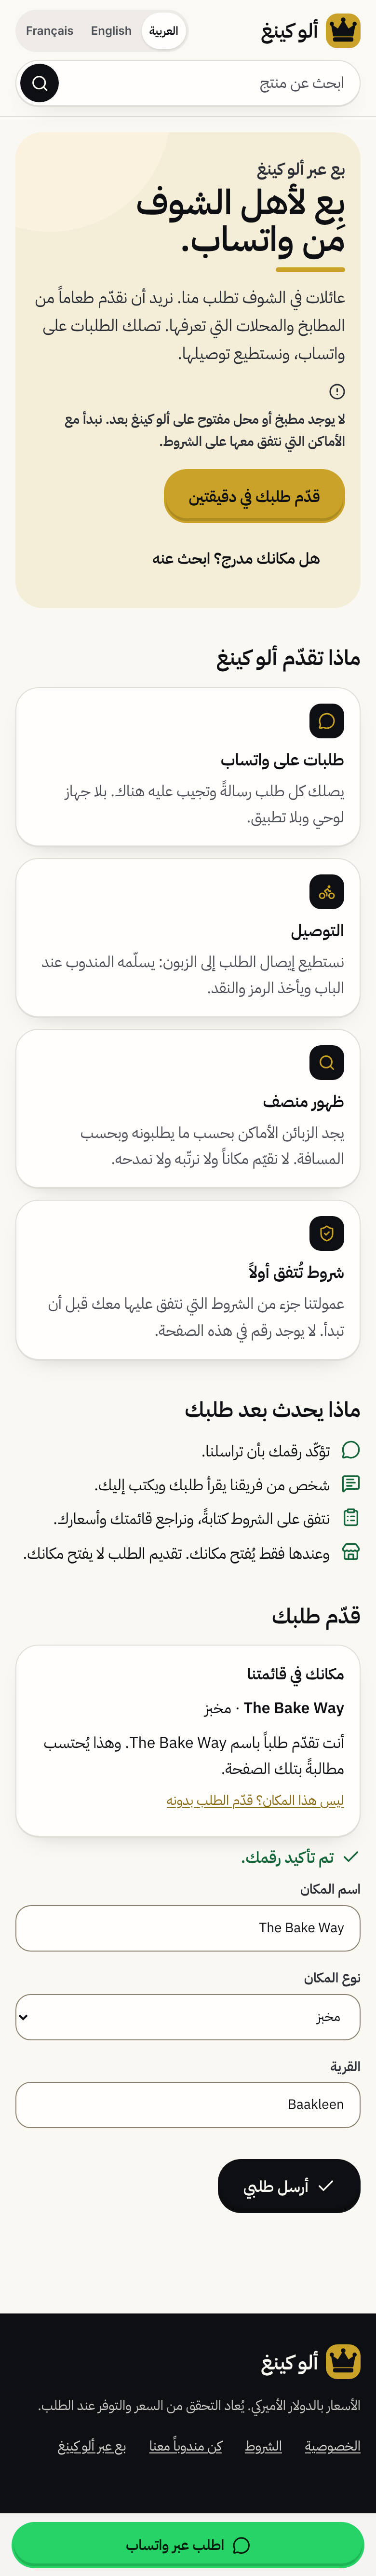 ألو كينغ
العربية English Français
ابحث عن منتج
بع عبر ألو كينغ
بِع لأهل الشوف
مَن واتساب.
عائلات في الشوف تطلب منا. نريد أن نقدّم طعاماً من
المطابخ والمحلات التي تعرفها. تصلك الطلبات على
واتساب، ونستطيع توصيلها.
لا يوجد مطبخ أو محل مفتوح على ألو كينغ بعد. نبدأ مع
الأماكن التي نتفق معها على الشروط.
قدّم طلبك في دقيقتين
هل مكانك مدرج؟ ابحث عنه
ماذا تقدّم ألو كينغ
طلبات على واتساب
يصلك كل طلب رسالةً وتجيب عليه هناك. بلا جهاز
لوحي وبلا تطبيق.
التوصيل
نستطيع إيصال الطلب إلى الزبون: يسلّمه المندوب عند
الباب ويأخذ الرمز والنقد.
ظهور منصف
يجد الزبائن الأماكن بحسب ما يطلبونه وبحسب
المسافة. لا نقيّم مكاناً ولا نرتّبه ولا نمدحه.
شروط تُتفق أولاً
عمولتنا جزء من الشروط التي نتفق عليها معك قبل أن
تبدأ. لا يوجد رقم في هذه الصفحة.
ماذا يحدث بعد طلبك
تؤكّد رقمك بأن تراسلنا.
شخص من فريقنا يقرأ طلبك ويكتب إليك.
نتفق على الشروط كتابةً، ونراجع قائمتك وأسعارك.
وعندها فقط يُفتح مكانك. تقديم الطلب لا يفتح مكانك.
قدّم طلبك
مكانك في قائمتنا
The Bake Way · مخبز
أنت تقدّم طلباً باسم The Bake Way. وهذا يُحتسب
مطالبةً بتلك الصفحة.
ليس هذا المكان؟ قدّم الطلب بدونه
تم تأكيد رقمك.
اسم المكان
The Bake Way
نوع المكان
مخبز
القرية
Baakleen
أرسل طلبي
ألو كينغ
الأسعار بالدولار الأميركي. يُعاد التحقق من السعر والتوفر عند الطلب.
الخصوصية الشروط كن مندوباً معنا بع عبر ألو كينغ
اطلب عبر واتساب